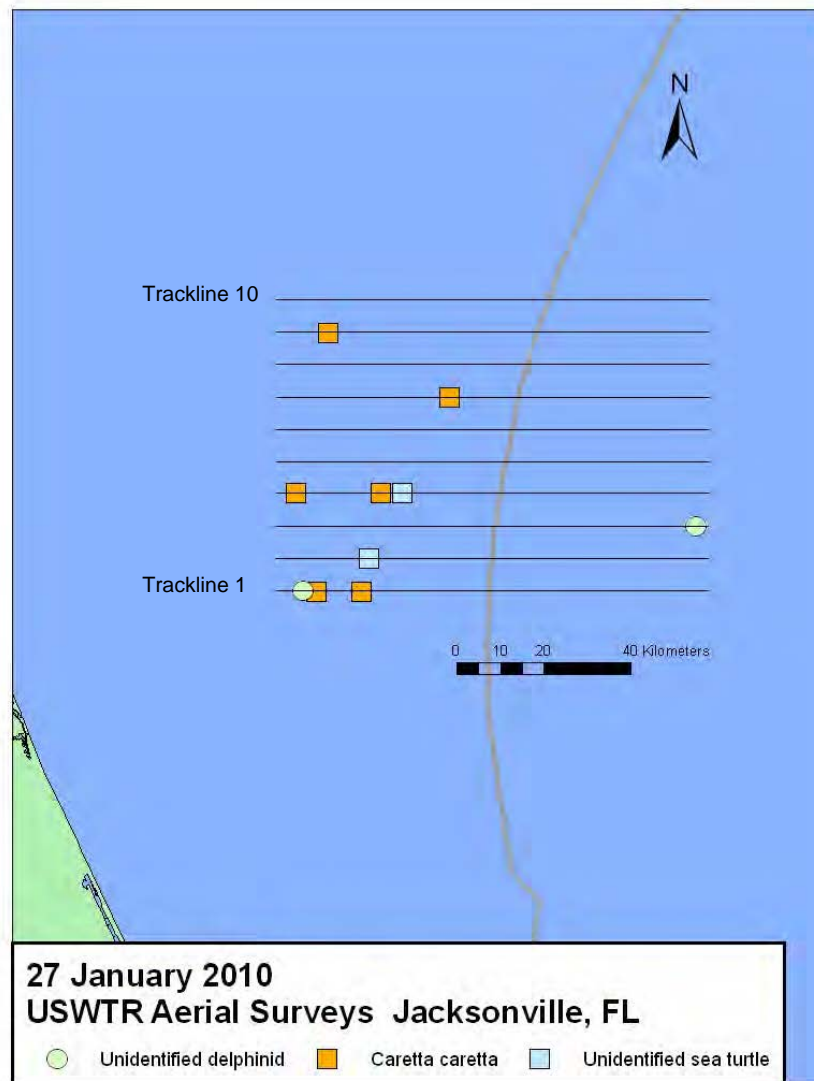 N
Trackline 10
Trackline 1
0 10 20 40 Kilometers
27 January 2010
USWTR Aerial Surveys Jacksonville, FL
Unidentified delphinid Caretta caretta Unidentified sea turtle